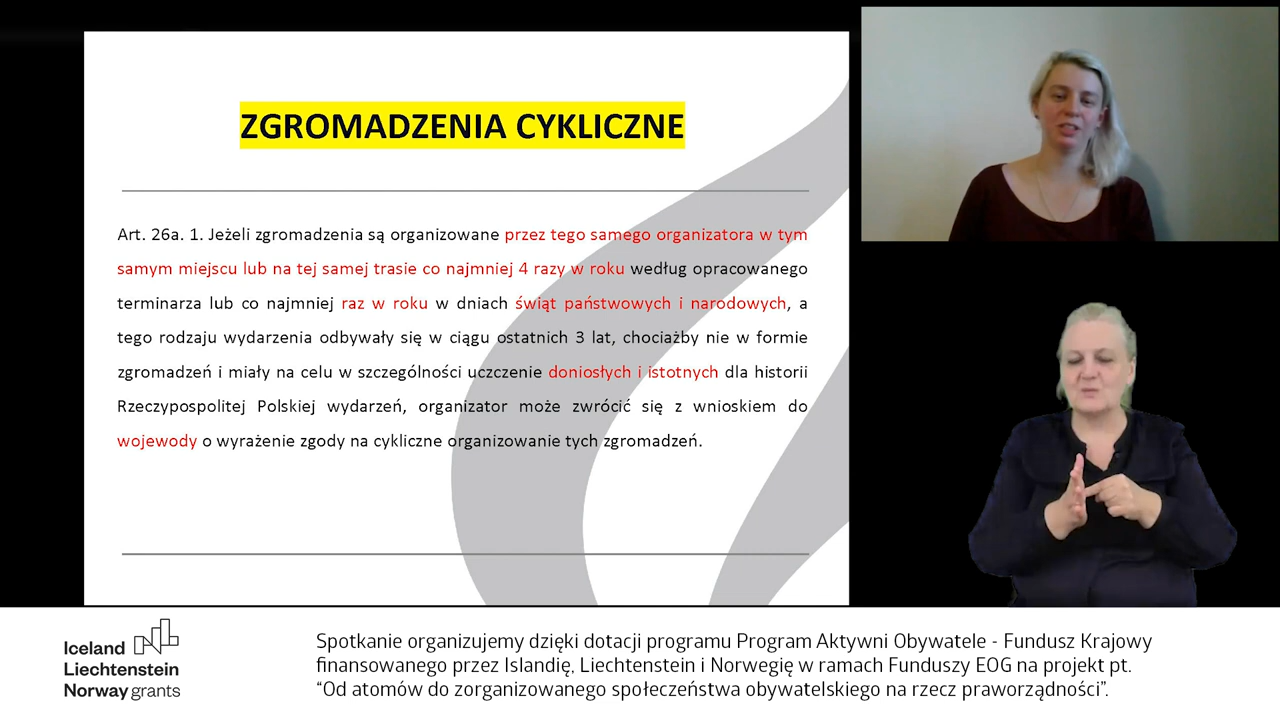 ZGROMADZENIA CYKLICZNE
Art. 26a. 1. Jeżeli zgromadzenia są organizowane przez tego samego organizatora w tym
samym miejscu lub na tej samej trasie co najmniej 4 razy w roku według opracowanego
terminarza lub co najmniej raz w roku w dniach świąt państwowych i narodowych, a
tego rodzaju wydarzenia odbywały się w ciągu ostatnich 3 lat, chociażby nie w formie
zgromadzeń i miały na celu w szczególności uczczenie doniosłych i istotnych dla historii
Rzeczypospolitej Polskiej wydarzeń, organizator może zwrócić się z wnioskiem do
wojewody o wyrażenie zgody na cykliczne organizowanie tych zgromadzeń.
Iceland
Liechtenstein
Norway grants
Spotkanie organizujemy dzięki dotacji programu Program Aktywni Obywatele - Fundusz Krajowy
finansowanego przez Islandię, Liechtenstein i Norwegię w ramach Funduszy EOG na projekt pt.
“Od atomów do zorganizowanego społeczeństwa obywatelskiego na rzecz praworządności”.